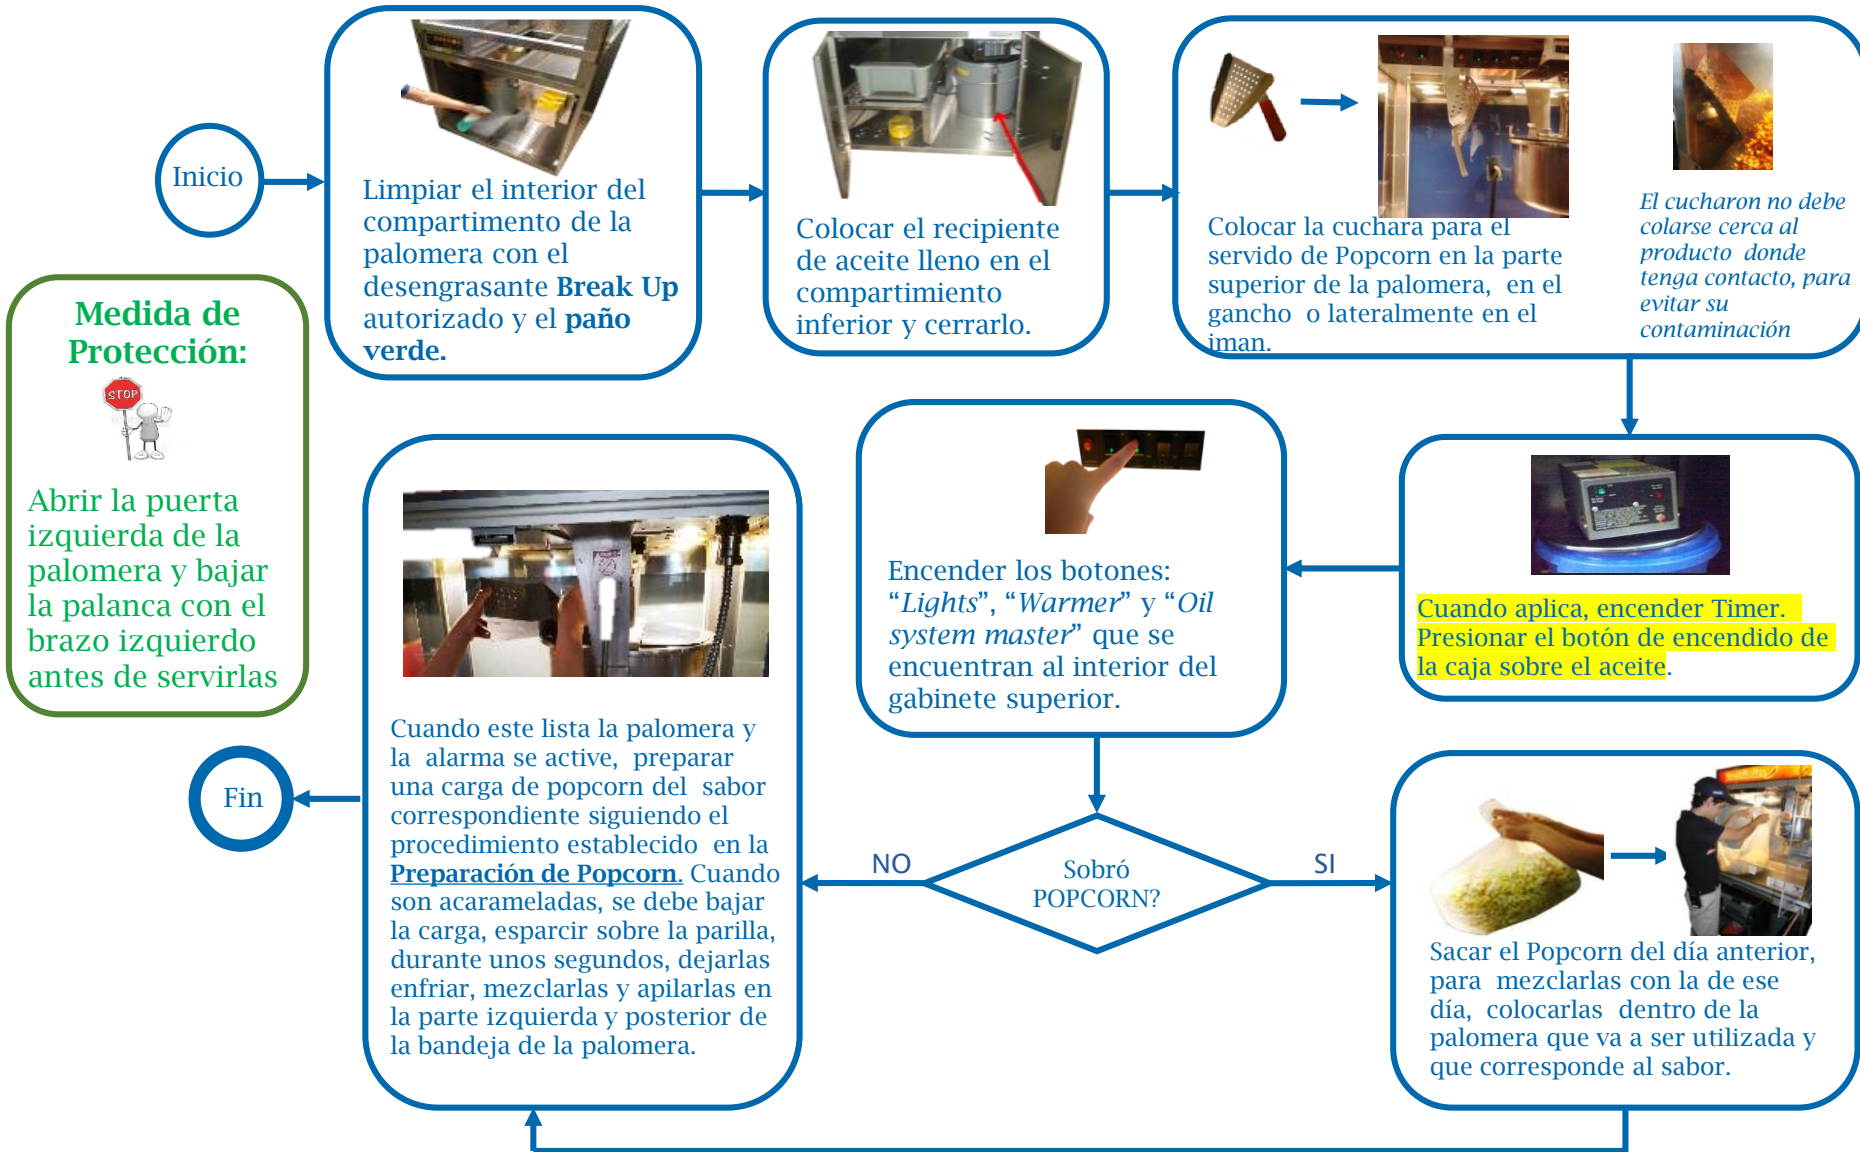 Inicio
Limpiar el interior del
compartimento de la
palomera con el
desengrasante Break Up
autorizado y el paño
verde.
Colocar el recipiente
de aceite lleno en el
compartimiento
inferior y cerrarlo.
Colocar la cuchara para el
servido de Popcorn en la parte
superior de la palomera, en el
gancho o lateralmente en el
iman.
El cucharon no debe
colarse cerca al
producto donde
tenga contacto, para
evitar su
contaminación
Medida de
Protección:
STOP
Abrir la puerta
izquierda de la
palomera y bajar
la palanca con el
brazo izquierdo
antes de servirlas
Cuando aplica, encender Timer.
Presionar el botón de encendido de
la caja sobre el aceite.
Encender los botones:
“Lights”, “Warmer” y “Oil
system master” que se
encuentran al interior del
gabinete superior.
Sobró
POPCORN?
NO
SI
Sacar el Popcorn del día anterior,
para mezclarlas con la de ese
día, colocarlas dentro de la
palomera que va a ser utilizada y
que corresponde al sabor.
Cuando este lista la palomera y
la alarma se active, preparar
una carga de popcorn del sabor
correspondiente siguiendo el
procedimiento establecido en la
Preparación de Popcorn. Cuando
son acarameladas, se debe bajar
la carga, esparcir sobre la parilla,
durante unos segundos, dejarlas
enfriar, mezclarlas y apilarlas en
la parte izquierda y posterior de
la bandeja de la palomera.
Fin